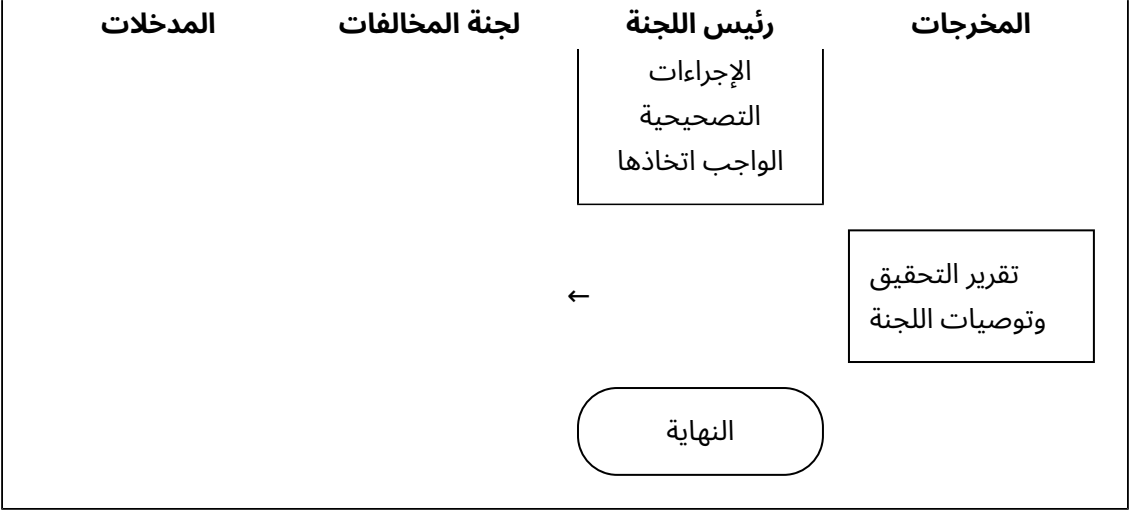 المخرجات رئيس اللجنة لجنة المخالفات المدخلات
الإجراءات
التصحيحية
الواجب اتخاذها
تقرير التحقيق
وتوصيات اللجنة
←
النهاية